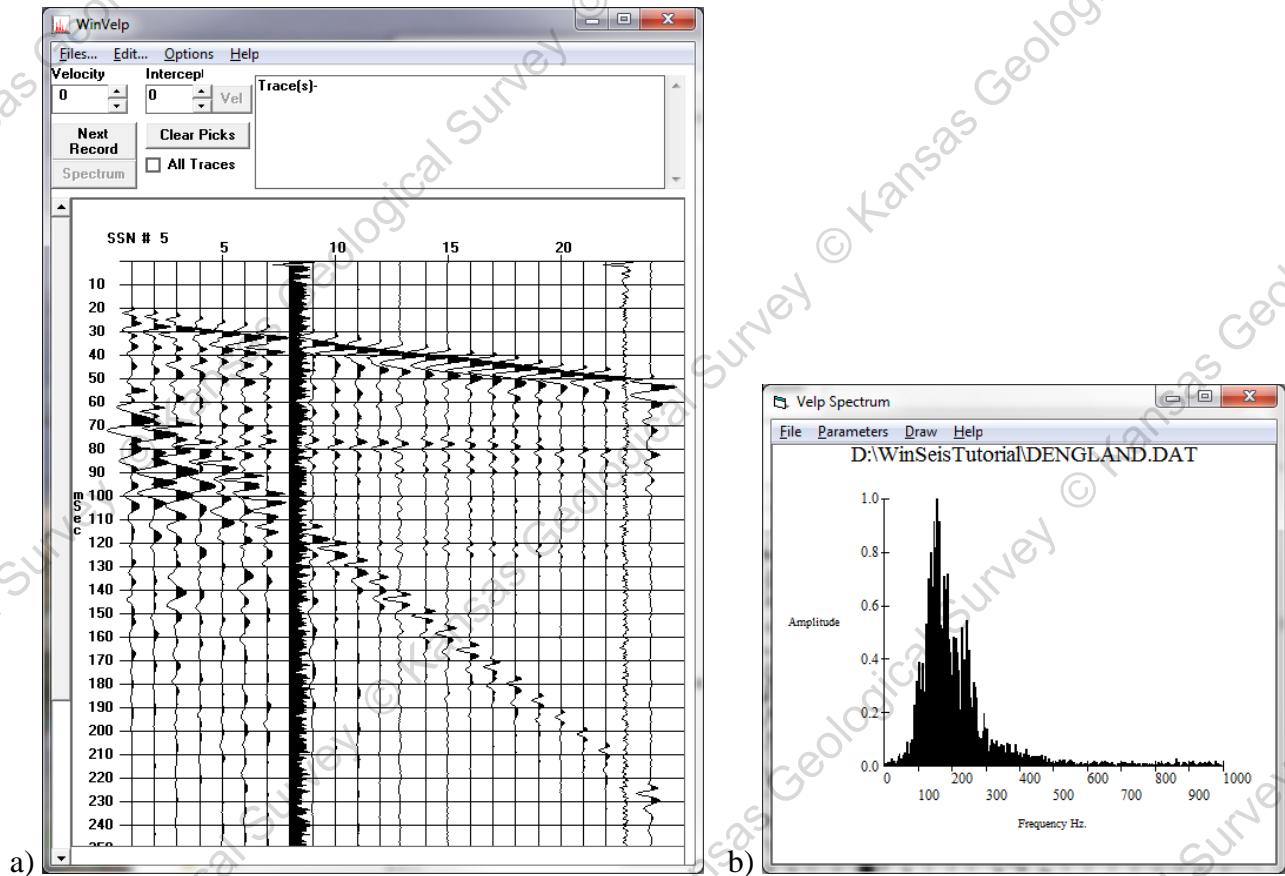 WinVelp
Files... Edit... Options Help
Velocity Intercept
0 0 Vel
Trace(s)-
Next Record
Clear Picks
Spectrum
All Traces
SSN # 5
5 10 15 20
10
20
30
40
50
60
70
80
90
mSec
100
110
120
130
140
150
160
170
180
190
200
210
220
230
240
a)
Velp Spectrum
File Parameters Draw Help
D:\WinSeisTutorial\DENGLAND.DAT
1.0
0.8
0.6
Amplitude
0.4
0.2
0.0
0 200 400 600 800 1000
100 300 500 700 900
Frequency Hz.
b)
© Kansas Geological Survey